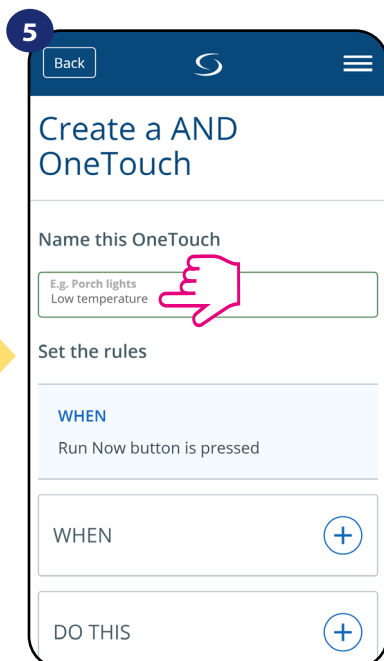 5
Back
Create a AND
OneTouch
Name this OneTouch
E.g. Porch lights
Low temperature
Set the rules
WHEN
Run Now button is pressed
WHEN
DO THIS